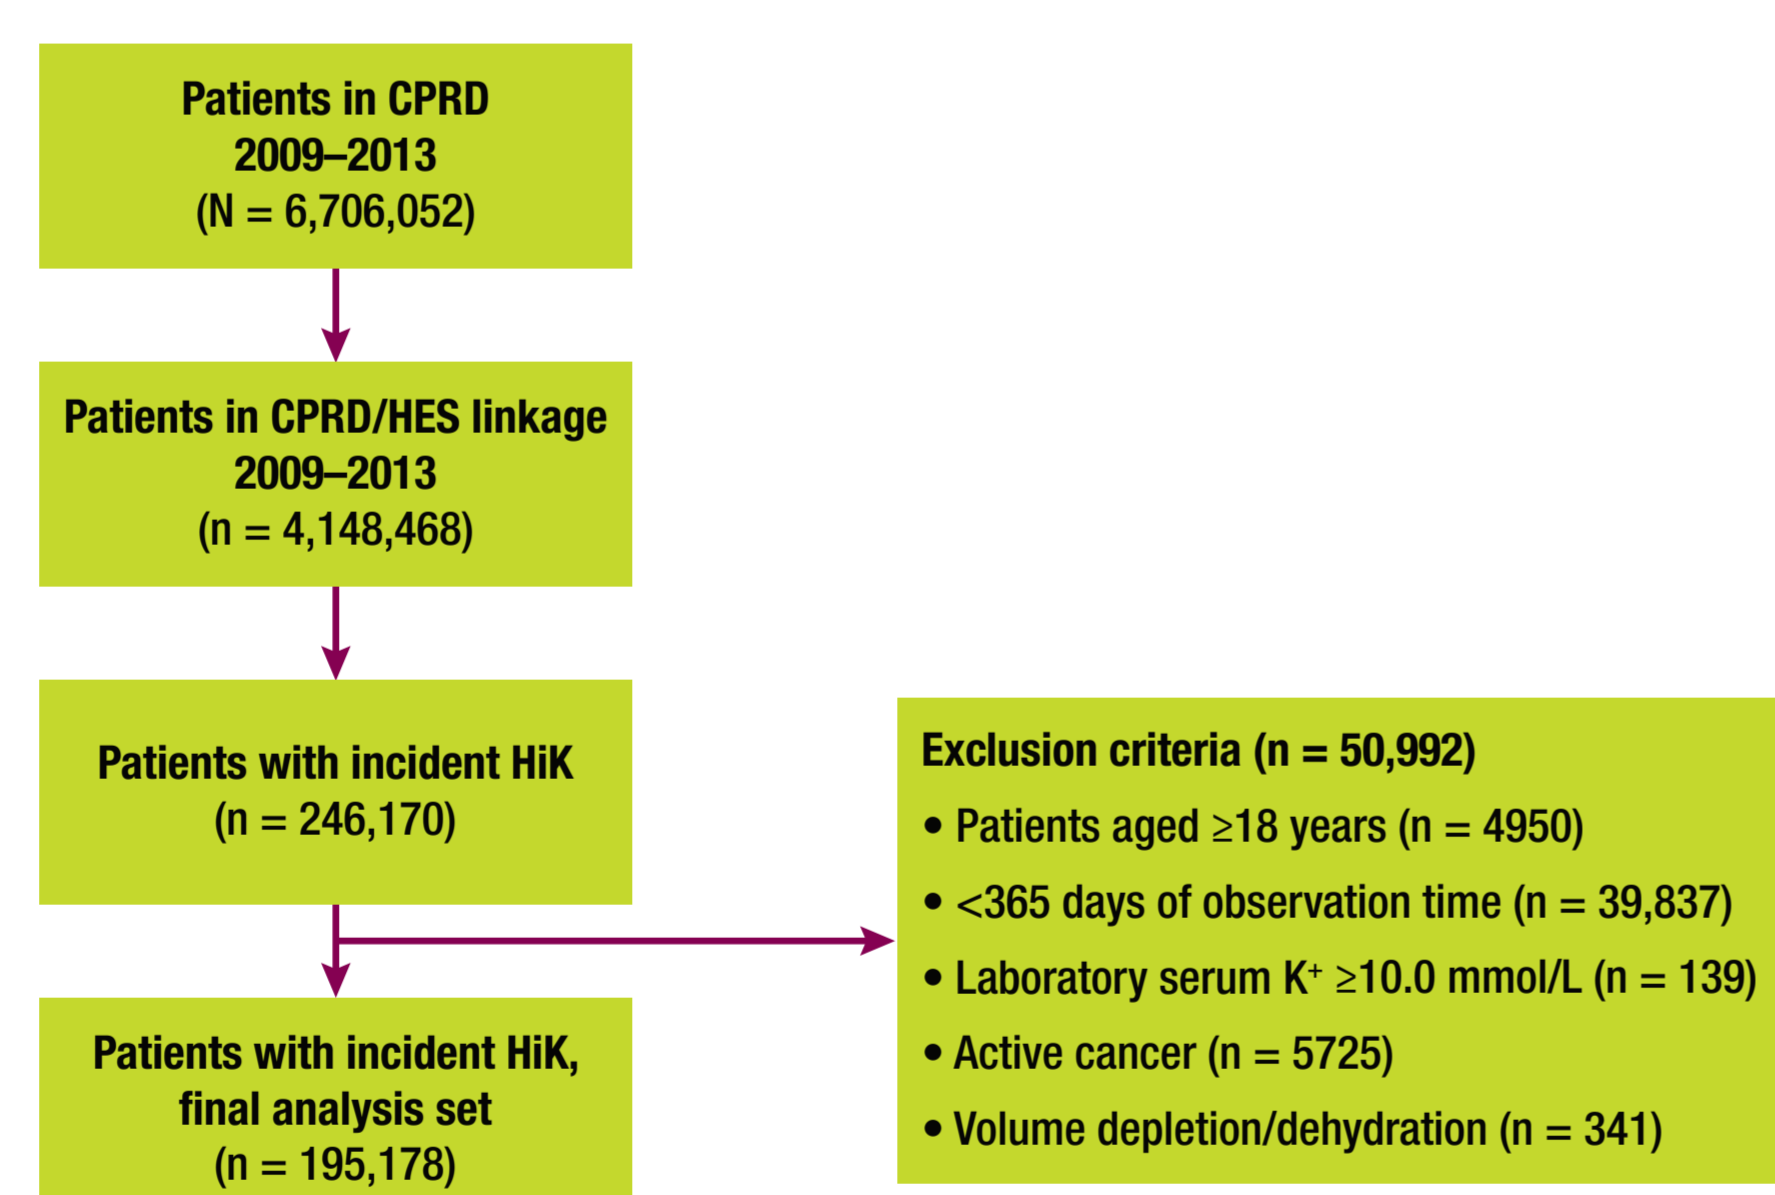 Patients in CPRD
2009–2013
(N = 6,706,052)
Patients in CPRD/HES linkage
2009–2013
(n = 4,148,468)
Patients with incident HiK
(n = 246,170)
Exclusion criteria (n = 50,992)
• Patients aged ≥18 years (n = 4950)
• <365 days of observation time (n = 39,837)
• Laboratory serum K⁺ ≥10.0 mmol/L (n = 139)
• Active cancer (n = 5725)
• Volume depletion/dehydration (n = 341)
Patients with incident HiK,
final analysis set
(n = 195,178)